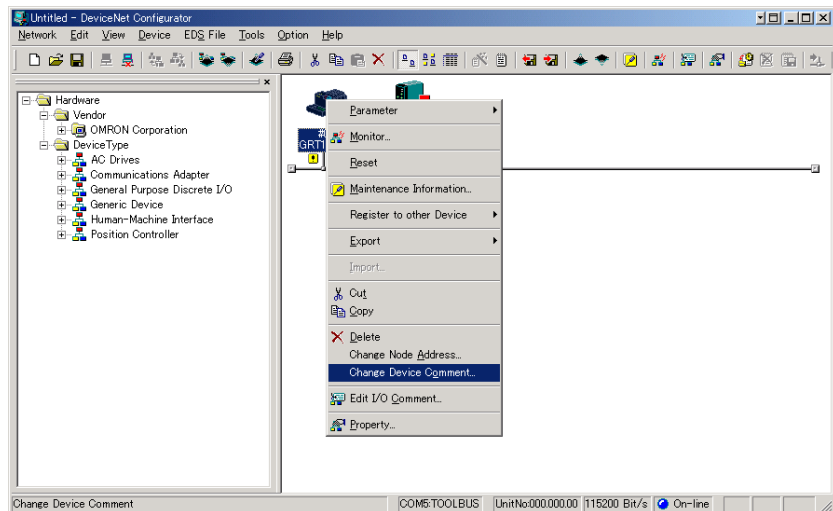 Untitled - DeviceNet Configurator
Network Edit View Device EDS File Tools Option Help
Hardware
Vendor
OMRON Corporation
DeviceType
AC Drives
Communications Adapter
General Purpose Discrete I/O
Generic Device
Human-Machine Interface
Position Controller
#
GRT1
Parameter
Monitor...
Reset
Maintenance Information...
Register to other Device
Export
Import...
Cut
Copy
Delete
Change Node Address...
Change Device Comment...
Edit I/O Comment...
Property...
Change Device Comment
COM5:TOOLBUS UnitNo:000.000.00 115200 Bit/s On-line